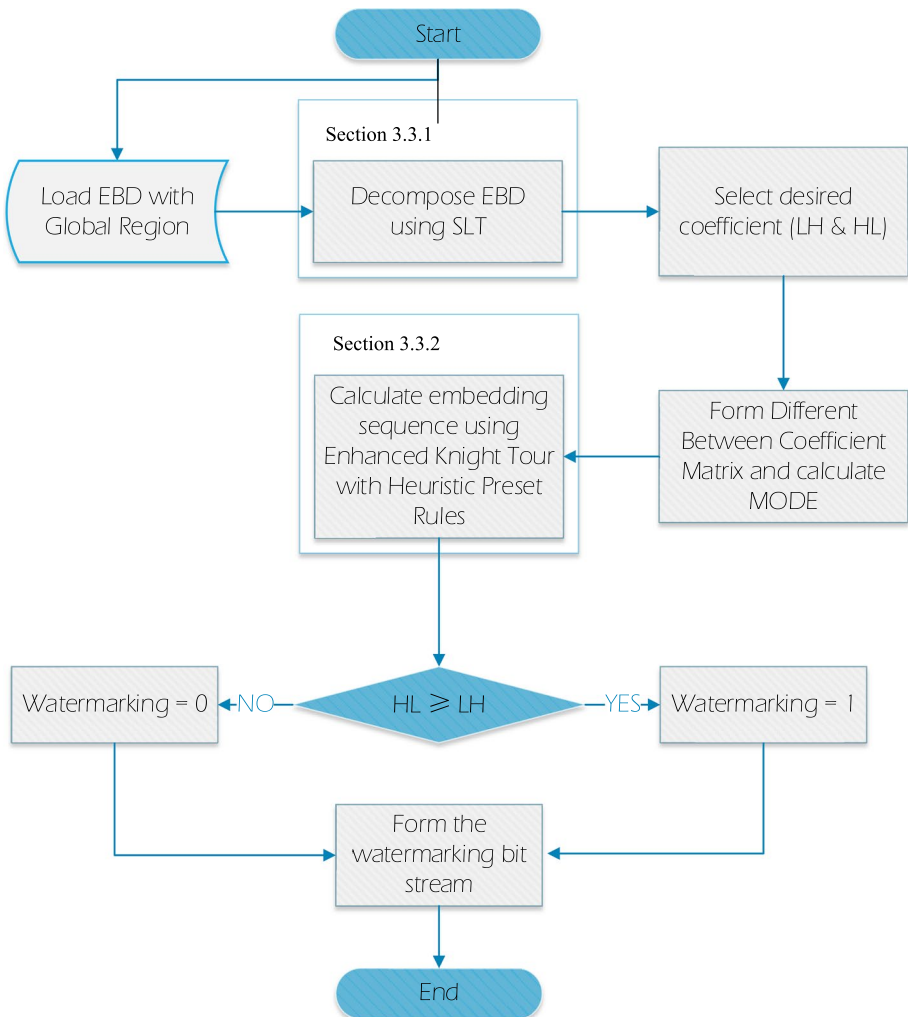 Start
Section 3.3.1
Load EBD with
Global Region
Decompose EBD
using SLT
Select desired
coefficient (LH & HL)
Section 3.3.2
Calculate embedding
sequence using
Enhanced Knight Tour
with Heuristic Preset
Rules
Form Different
Between Coefficient
Matrix and calculate
MODE
Watermarking = 0
NO
HL ⩾ LH
YES
Watermarking = 1
Form the
watermarking bit
stream
End